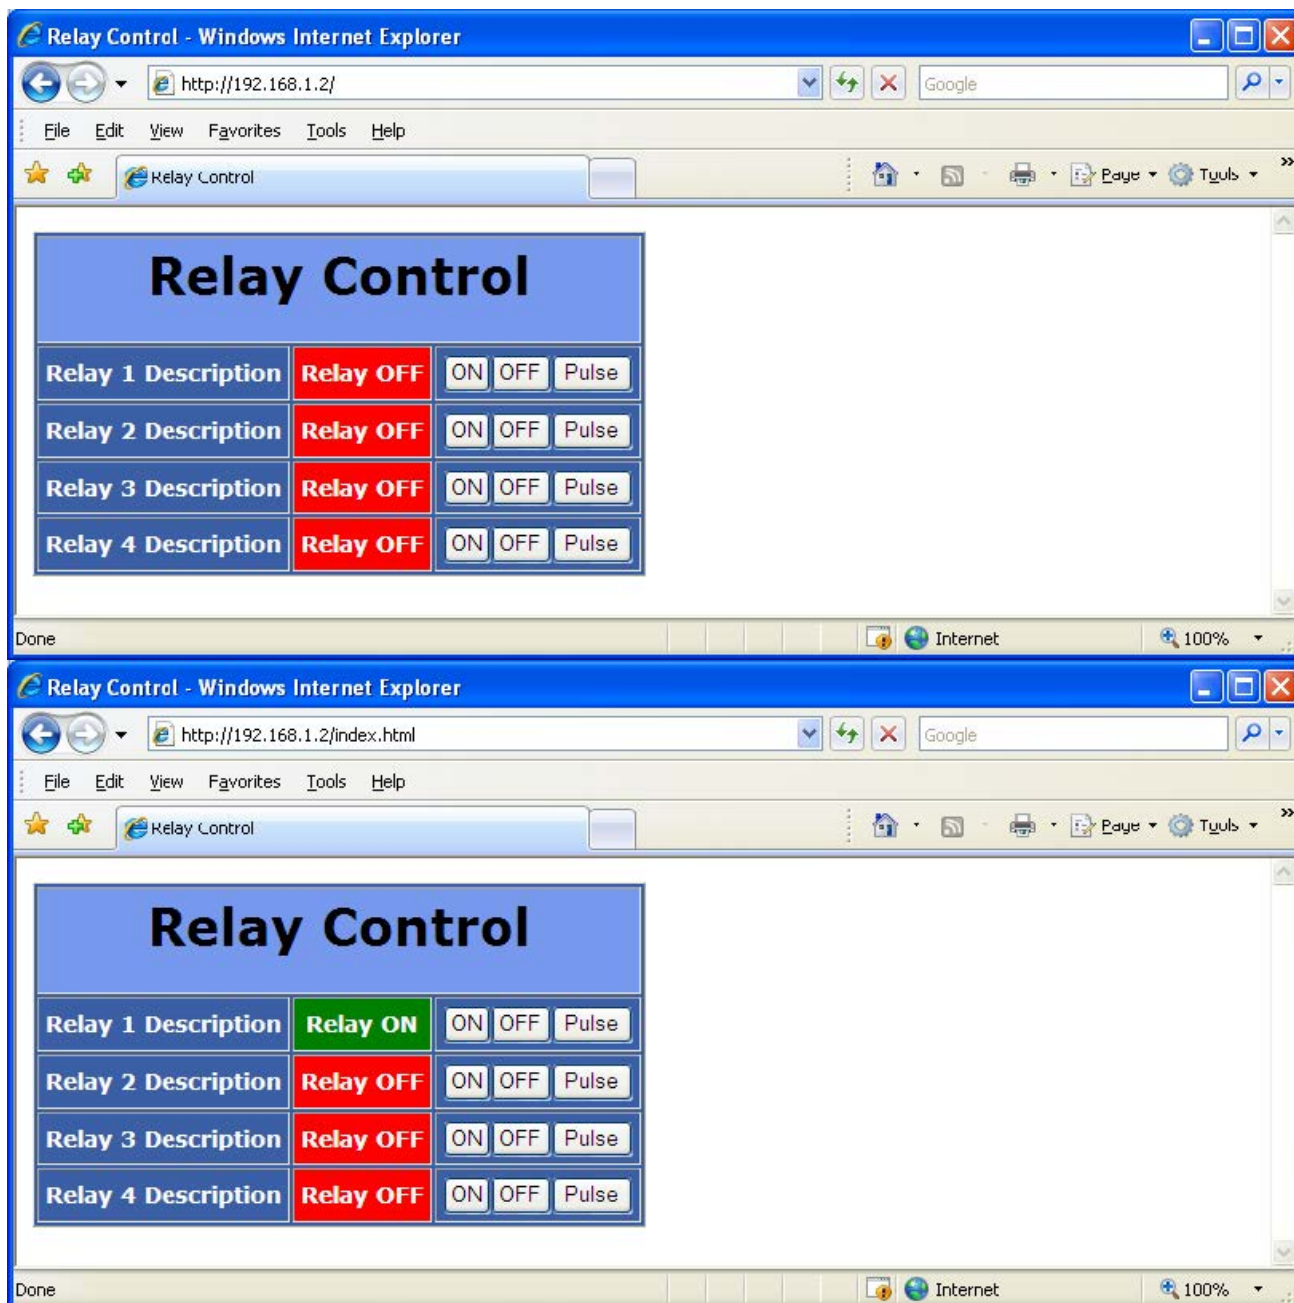 Relay Control - Windows Internet Explorer
http://192.168.1.2/
Google
File Edit View Favorites Tools Help
Relay Control
Page Tools »
Relay Control
Relay 1 Description Relay OFF ON OFF Pulse
Relay 2 Description Relay OFF ON OFF Pulse
Relay 3 Description Relay OFF ON OFF Pulse
Relay 4 Description Relay OFF ON OFF Pulse
Done Internet 100%
Relay Control - Windows Internet Explorer
http://192.168.1.2/index.html
Google
File Edit View Favorites Tools Help
Relay Control
Page Tools »
Relay Control
Relay 1 Description Relay ON ON OFF Pulse
Relay 2 Description Relay OFF ON OFF Pulse
Relay 3 Description Relay OFF ON OFF Pulse
Relay 4 Description Relay OFF ON OFF Pulse
Done Internet 100%